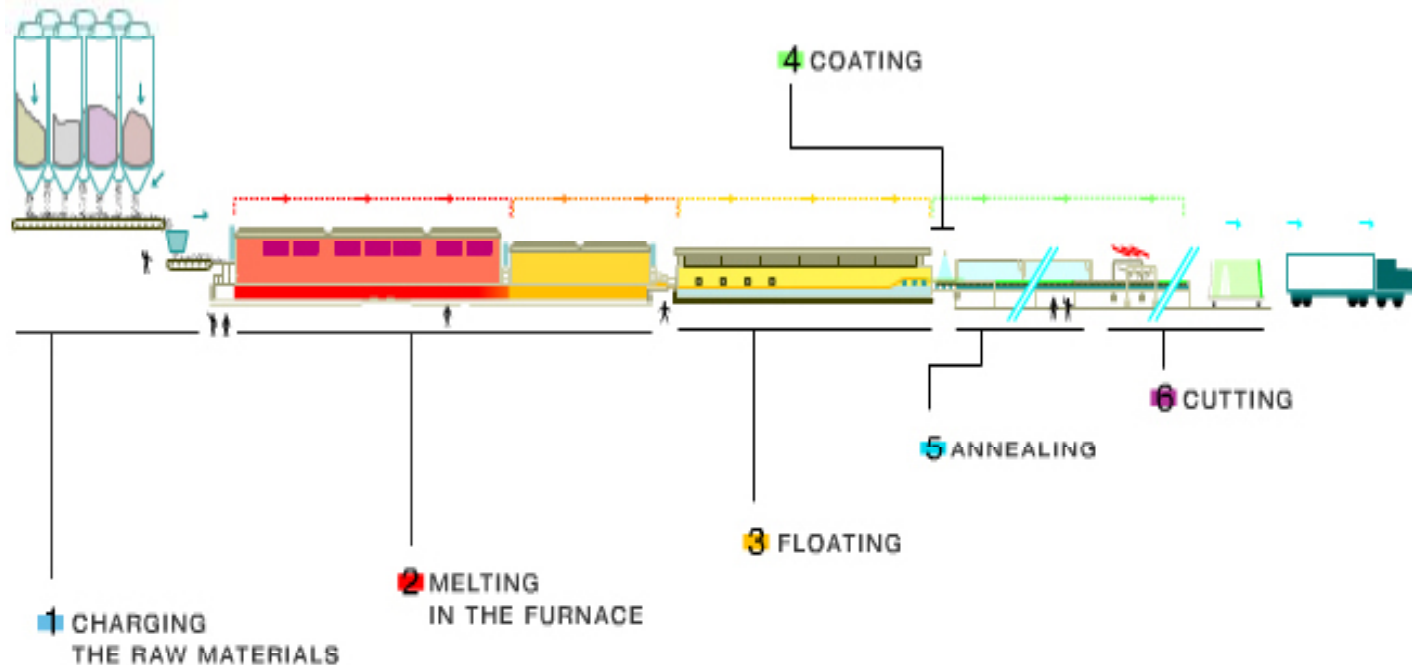 4 COATING
6 CUTTING
5 ANNEALING
3 FLOATING
2 MELTING
IN THE FURNACE
1 CHARGING
THE RAW MATERIALS